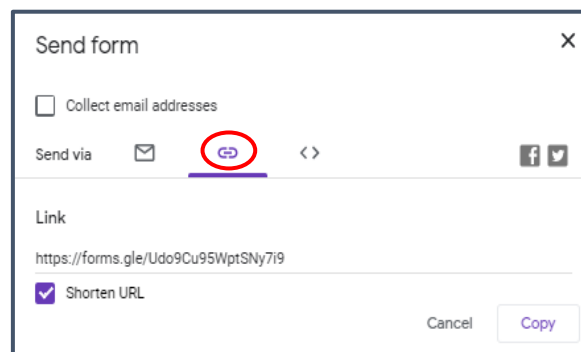 Send form
Collect email addresses
Send via
Link
https://forms.gle/Udo9Cu95WptSNy7i9
Shorten URL
Cancel Copy